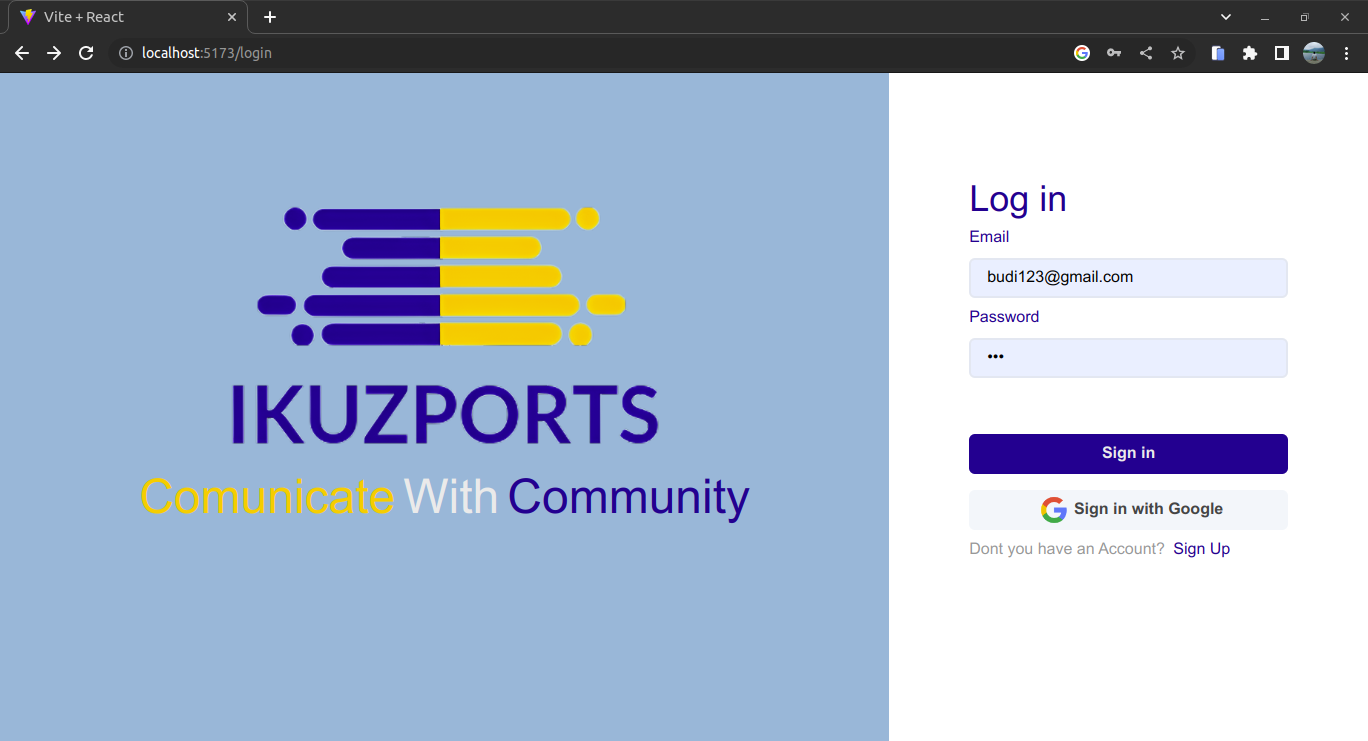 Vite + React
localhost:5173/login
IKUZPORTS
Comunicate With Community
Log in
Email
budi123@gmail.com
Password
•••
Sign in
Sign in with Google
Dont you have an Account? Sign Up